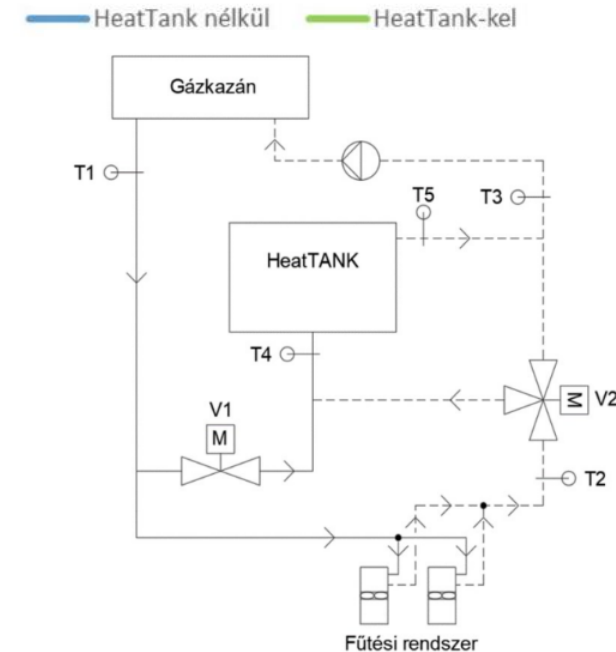 HeatTank nélkül HeatTank-kel
Gázkazán
T1
T5
T3
HeatTANK
T4
V1
M
M V2
T2
Fűtési rendszer